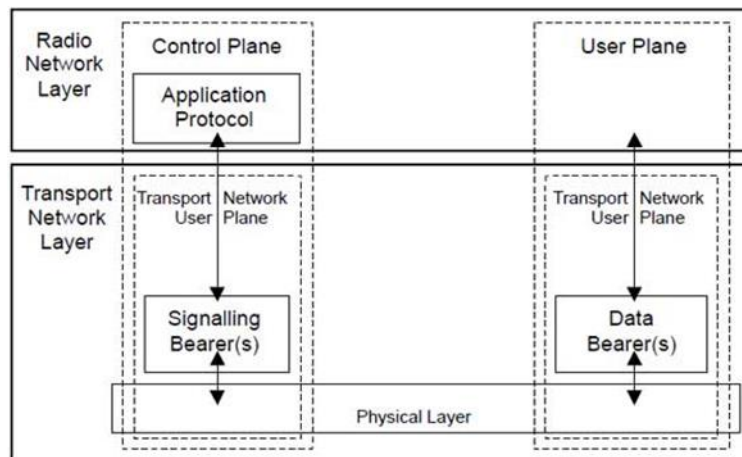 Radio
Network
Layer
Control Plane
User Plane
Application
Protocol
Transport
Network
Layer
Transport Network
User Plane
Transport Network
User Plane
Signalling
Bearer(s)
Data
Bearer(s)
Physical Layer